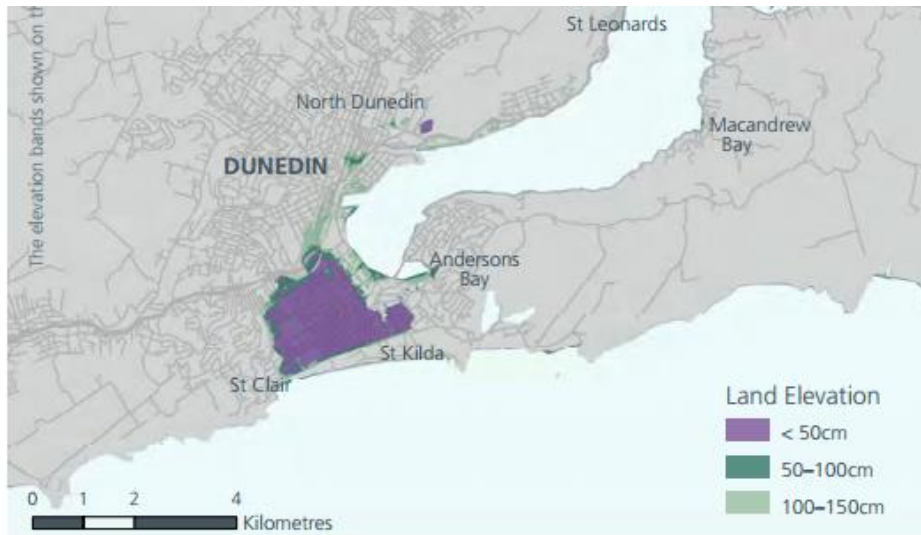 The elevation bands shown on th
St Leonards
North Dunedin
Macandrew
Bay
DUNEDIN
Andersons
Bay
St Kilda
St Clair
Land Elevation
< 50cm
50–100cm
100–150cm
0 1 2 4
Kilometres